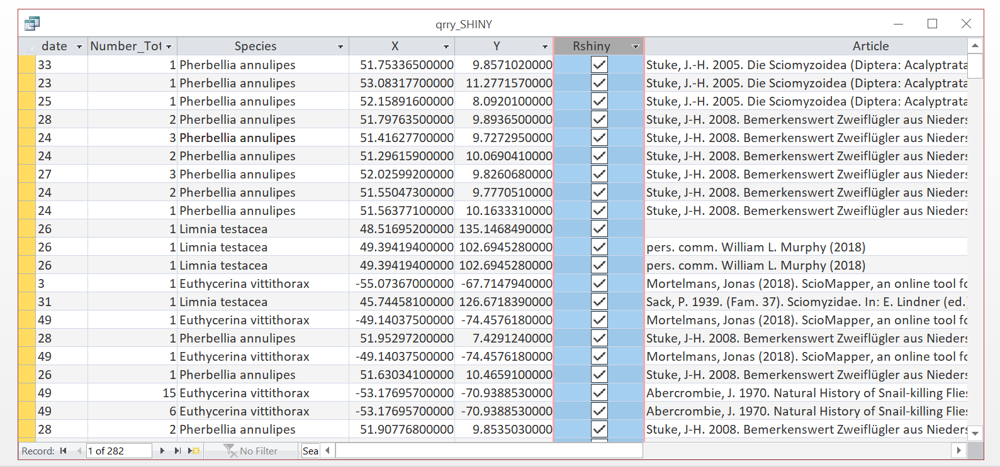 qrry_SHINY
date Number_Tot Species X Y Rshiny Article
33 1 Pherbellia annulipes 51.75336500000 9.8571020000 Stuke, J.-H. 2005. Die Sciomyzoidea (Diptera: Acalyptrata
23 1 Pherbellia annulipes 53.08317700000 11.2771570000 Stuke, J.-H. 2005. Die Sciomyzoidea (Diptera: Acalyptrata
25 1 Pherbellia annulipes 52.15891600000 8.0920100000 Stuke, J.-H. 2005. Die Sciomyzoidea (Diptera: Acalyptrata
28 2 Pherbellia annulipes 51.79763500000 9.8936500000 Stuke, J-H. 2008. Bemerkenswert Zweiflügler aus Nieders
24 3 Pherbellia annulipes 51.41627700000 9.7272950000 Stuke, J-H. 2008. Bemerkenswert Zweiflügler aus Nieders
24 2 Pherbellia annulipes 51.29615900000 10.0690410000 Stuke, J-H. 2008. Bemerkenswert Zweiflügler aus Nieders
27 3 Pherbellia annulipes 52.02599200000 9.8260680000 Stuke, J-H. 2008. Bemerkenswert Zweiflügler aus Nieders
24 2 Pherbellia annulipes 51.55047300000 9.7770510000 Stuke, J-H. 2008. Bemerkenswert Zweiflügler aus Nieders
24 1 Pherbellia annulipes 51.56377100000 10.1633310000 Stuke, J-H. 2008. Bemerkenswert Zweiflügler aus Nieders
26 1 Limnia testacea 48.51695200000 135.1468490000
26 1 Limnia testacea 49.39419400000 102.6945280000 pers. comm. William L. Murphy (2018)
26 1 Limnia testacea 49.39419400000 102.6945280000 pers. comm. William L. Murphy (2018)
3 1 Euthycerina vittithorax -55.07367000000 -67.7147940000 Mortelmans, Jonas (2018). ScioMapper, an online tool fo
31 1 Limnia testacea 45.74458100000 126.6718390000 Sack, P. 1939. (Fam. 37). Sciomyzidae. In: E. Lindner (ed.)
49 1 Euthycerina vittithorax -49.14037500000 -74.4576180000 Mortelmans, Jonas (2018). ScioMapper, an online tool fo
28 1 Pherbellia annulipes 51.95297200000 7.4291240000 Stuke, J-H. 2008. Bemerkenswert Zweiflügler aus Nieders
49 1 Euthycerina vittithorax -49.14037500000 -74.4576180000 Mortelmans, Jonas (2018). ScioMapper, an online tool fo
26 1 Pherbellia annulipes 51.63034100000 10.4659100000 Stuke, J-H. 2008. Bemerkenswert Zweiflügler aus Nieders
49 15 Euthycerina vittithorax -53.17695700000 -70.9388530000 Abercrombie, J. 1970. Natural History of Snail-killing Flies
49 6 Euthycerina vittithorax -53.17695700000 -70.9388530000 Abercrombie, J. 1970. Natural History of Snail-killing Flies
28 2 Pherbellia annulipes 51.90776800000 9.8535030000 Stuke, J-H. 2008. Bemerkenswert Zweiflügler aus Nieders
Record: 1 of 282 No Filter Sea